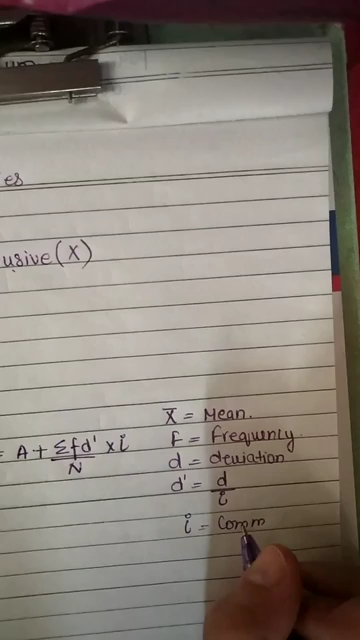 es
usive (X)
X̄ = Mean.
= A + Σfd' / N × i
f = frequency
d = deviation
d' = d / i
i = Comm